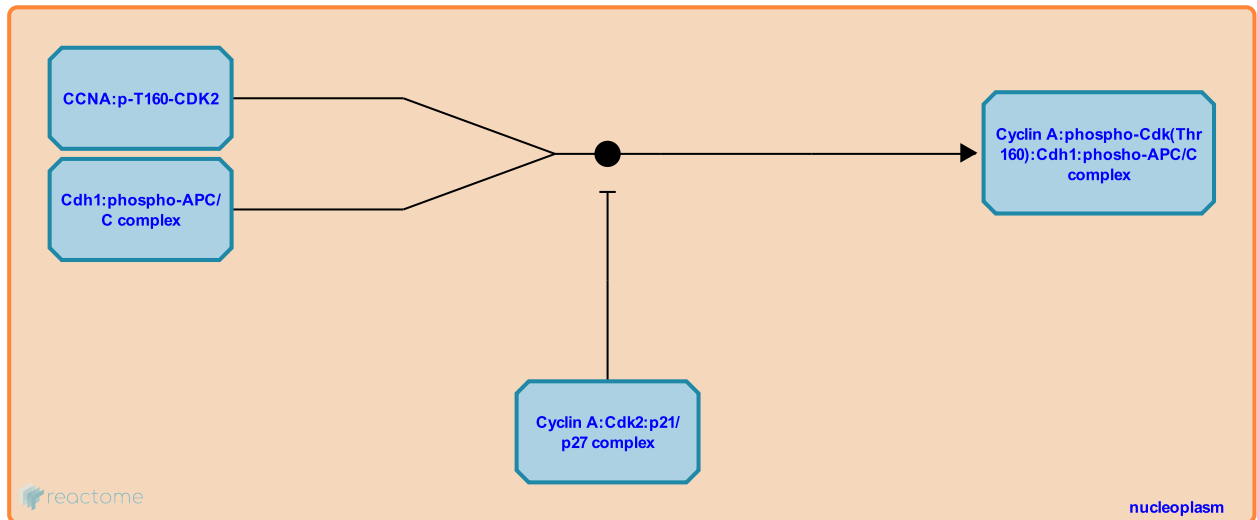 CCNA:p-T160-CDK2
Cdh1:phospho-APC/
C complex
Cyclin A:phospho-Cdk(Thr
160):Cdh1:phosho-APC/C
complex
Cyclin A:Cdk2:p21/
p27 complex
reactome
nucleoplasm